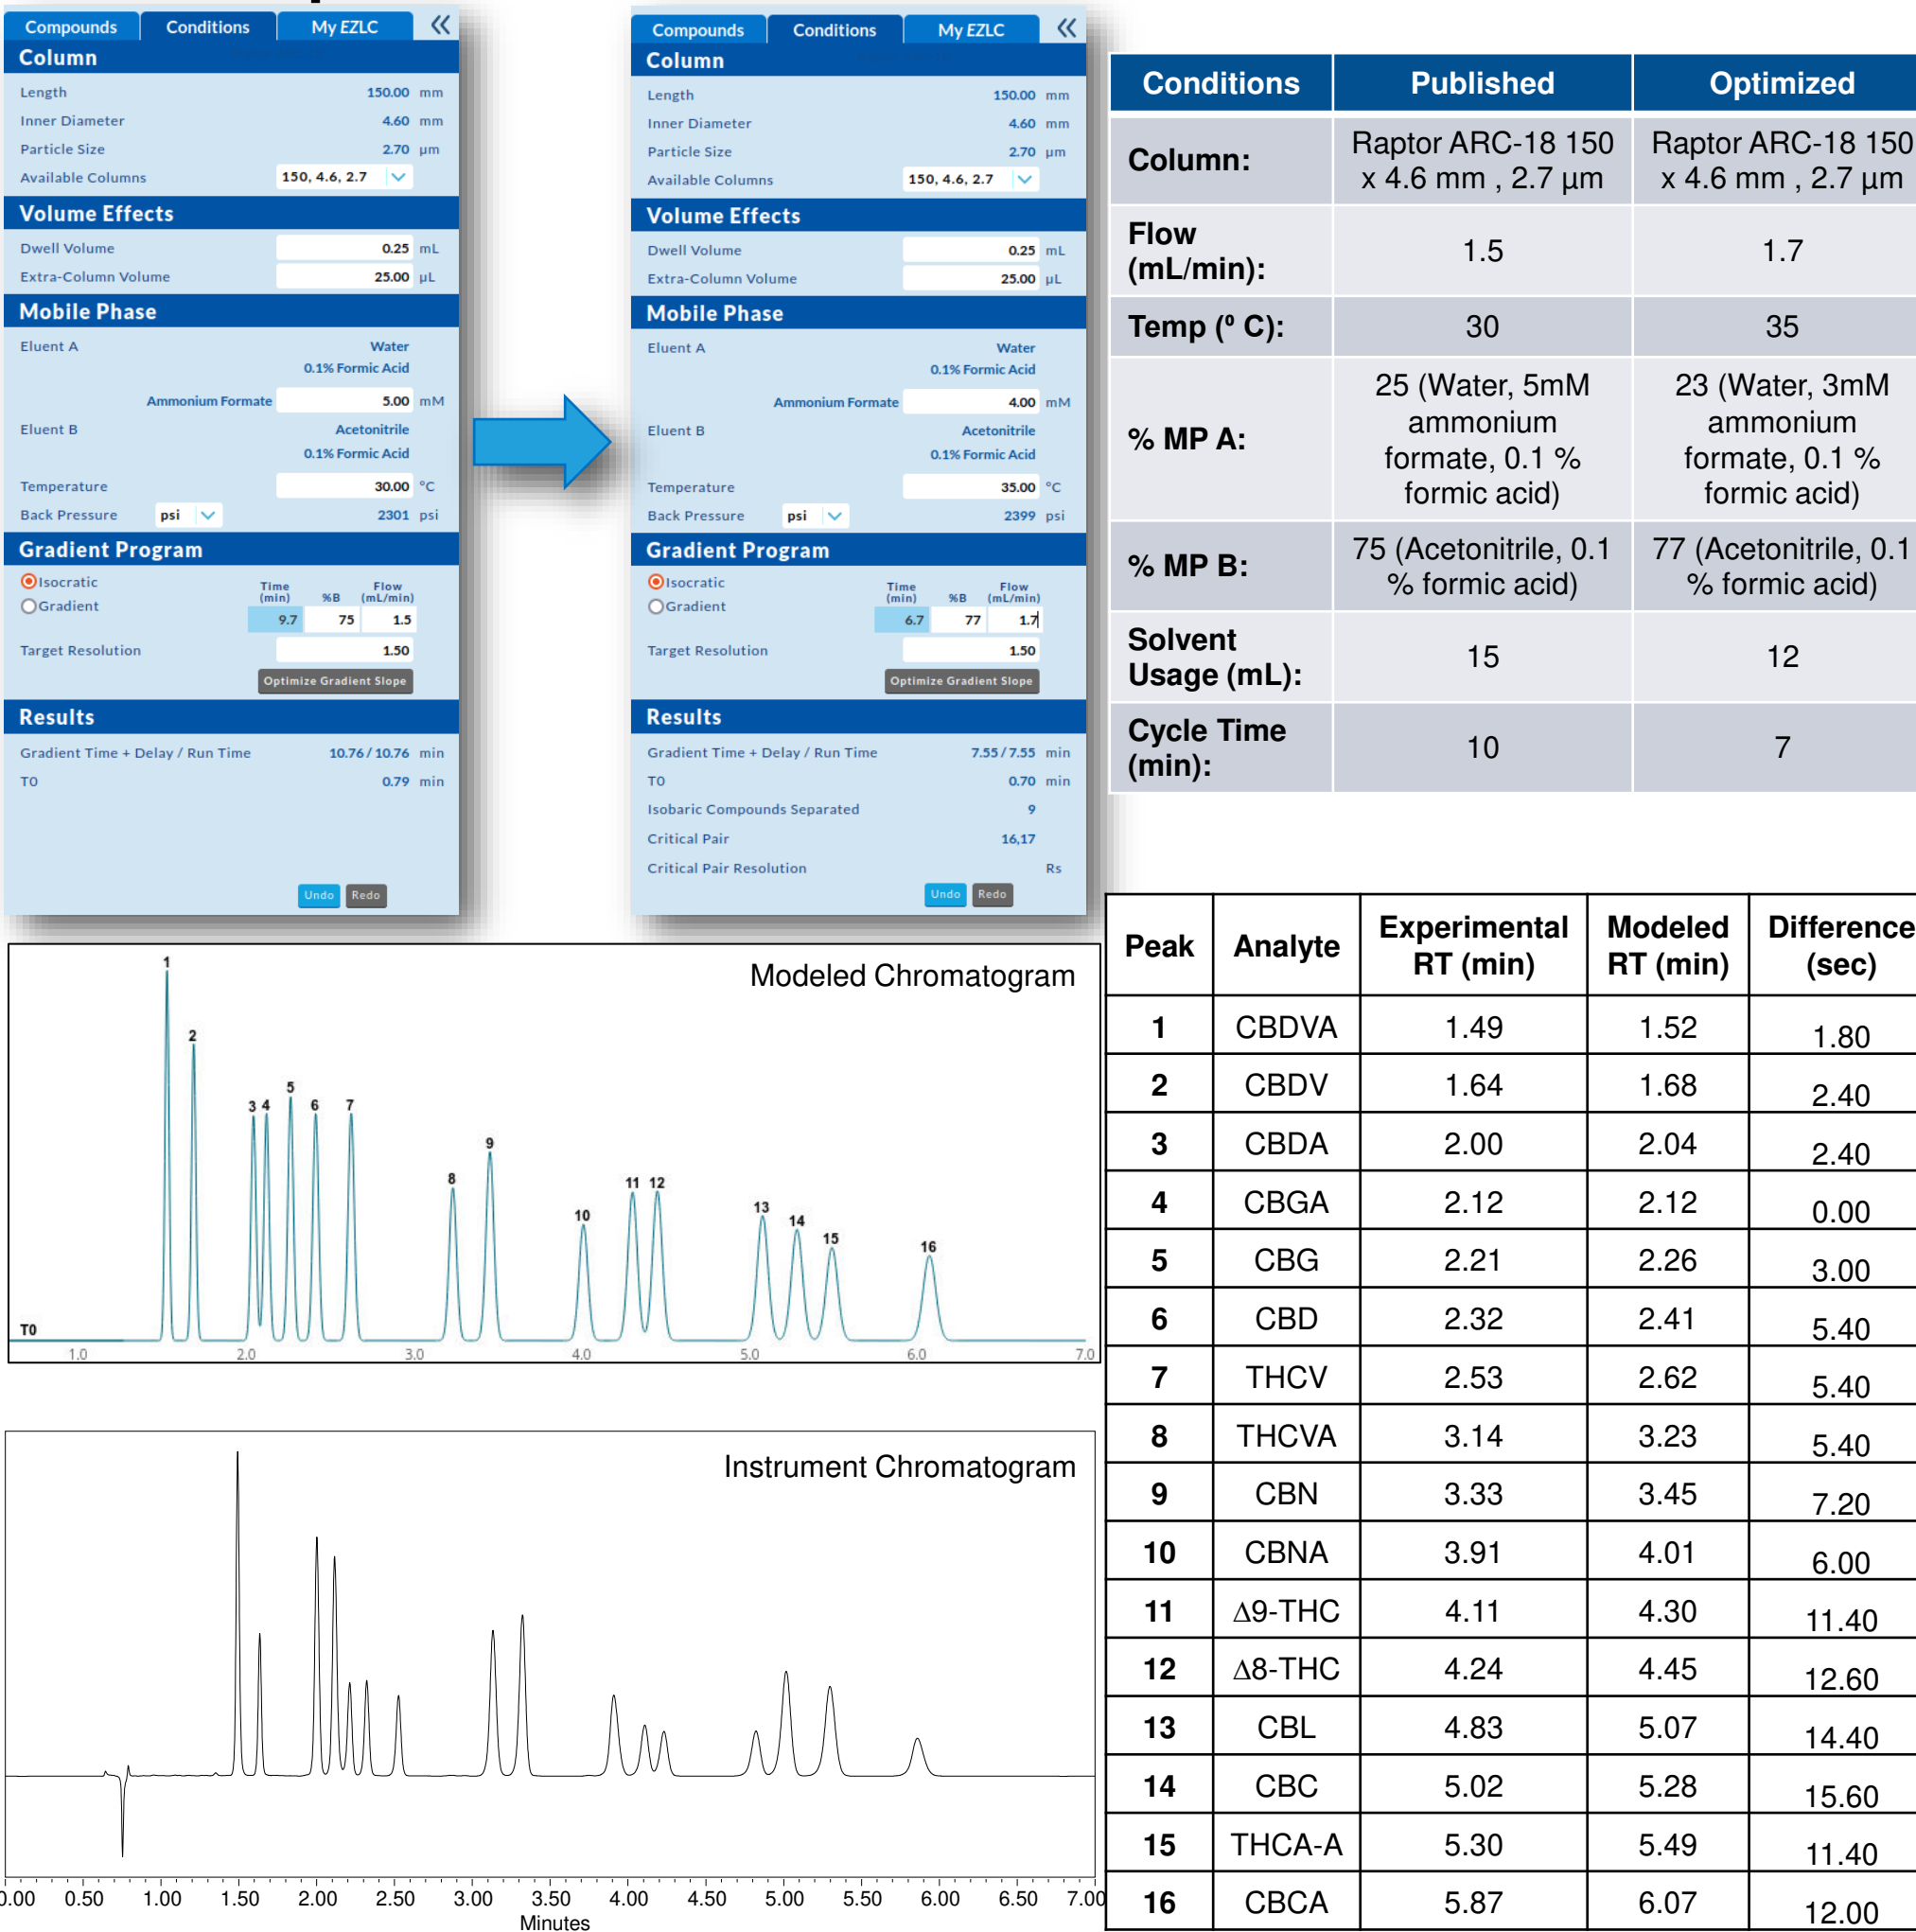 Compounds Conditions My EZLC
Column
Length 150.00 mm
Inner Diameter 4.60 mm
Particle Size 2.70 µm
Available Columns 150, 4.6, 2.7
Volume Effects
Dwell Volume 0.25 mL
Extra-Column Volume 25.00 µL
Mobile Phase
Eluent A Water
0.1% Formic Acid
Ammonium Formate 5.00 mM
Eluent B Acetonitrile
0.1% Formic Acid
Temperature 30.00 °C
Back Pressure psi 2301 psi
Gradient Program
Isocratic
Gradient
Time (min) %B Flow (mL/min)
9.7 75 1.5
Target Resolution 1.50
Optimize Gradient Slope
Results
Gradient Time + Delay / Run Time 10.76 / 10.76 min
T0 0.79 min
Undo Redo
Compounds Conditions My EZLC
Column
Length 150.00 mm
Inner Diameter 4.60 mm
Particle Size 2.70 µm
Available Columns 150, 4.6, 2.7
Volume Effects
Dwell Volume 0.25 mL
Extra-Column Volume 25.00 µL
Mobile Phase
Eluent A Water
0.1% Formic Acid
Ammonium Formate 4.00 mM
Eluent B Acetonitrile
0.1% Formic Acid
Temperature 35.00 °C
Back Pressure psi 2399 psi
Gradient Program
Isocratic
Gradient
Time (min) %B Flow (mL/min)
6.7 77 1.7
Target Resolution 1.50
Optimize Gradient Slope
Results
Gradient Time + Delay / Run Time 7.55 / 7.55 min
T0 0.70 min
Isobaric Compounds Separated 9
Critical Pair 16,17
Critical Pair Resolution Rs
Undo Redo
Conditions Published Optimized
Column: Raptor ARC-18 150 x 4.6 mm , 2.7 µm Raptor ARC-18 150 x 4.6 mm , 2.7 µm
Flow (mL/min): 1.5 1.7
Temp (º C): 30 35
% MP A: 25 (Water, 5mM ammonium formate, 0.1 % formic acid) 23 (Water, 3mM ammonium formate, 0.1 % formic acid)
% MP B: 75 (Acetonitrile, 0.1 % formic acid) 77 (Acetonitrile, 0.1 % formic acid)
Solvent Usage (mL): 15 12
Cycle Time (min): 10 7
Modeled Chromatogram
1 2 3 4 5 6 7 8 9 10 11 12 13 14 15 16
T0
1.0 2.0 3.0 4.0 5.0 6.0 7.0
Instrument Chromatogram
0.00 0.50 1.00 1.50 2.00 2.50 3.00 3.50 4.00 4.50 5.00 5.50 6.00 6.50 7.00
Minutes
Peak Analyte Experimental RT (min) Modeled RT (min) Difference (sec)
1 CBDVA 1.49 1.52 1.80
2 CBDV 1.64 1.68 2.40
3 CBDA 2.00 2.04 2.40
4 CBGA 2.12 2.12 0.00
5 CBG 2.21 2.26 3.00
6 CBD 2.32 2.41 5.40
7 THCV 2.53 2.62 5.40
8 THCVA 3.14 3.23 5.40
9 CBN 3.33 3.45 7.20
10 CBNA 3.91 4.01 6.00
11 Δ9-THC 4.11 4.30 11.40
12 Δ8-THC 4.24 4.45 12.60
13 CBL 4.83 5.07 14.40
14 CBC 5.02 5.28 15.60
15 THCA-A 5.30 5.49 11.40
16 CBCA 5.87 6.07 12.00